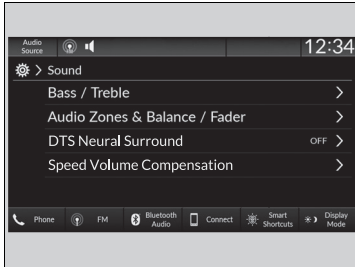 Audio
Source
12:34
> Sound
Bass / Treble >
Audio Zones & Balance / Fader >
DTS Neural Surround OFF >
Speed Volume Compensation >
Phone
FM
Bluetooth
Audio
Connect
Smart
Shortcuts
Display
Mode